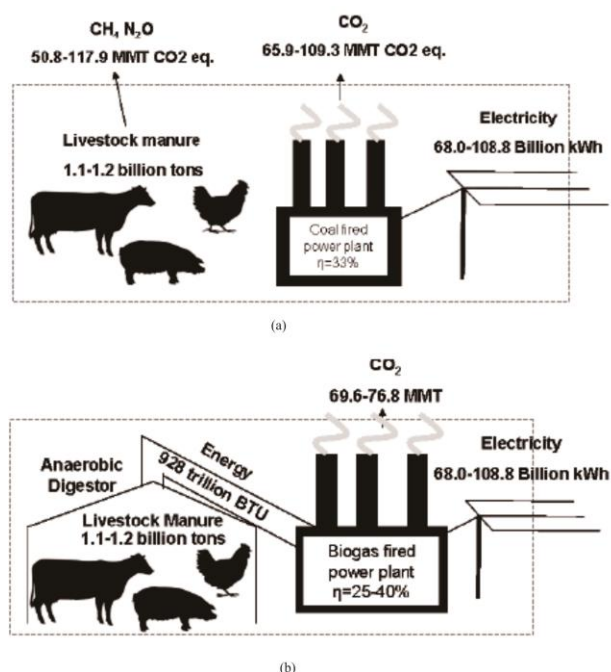 CH₄ N₂O
50.8-117.9 MMT CO2 eq.
CO₂
65.9-109.3 MMT CO2 eq.
Livestock manure
1.1-1.2 billion tons
Electricity
68.0-108.8 Billion kWh
Coal fired
power plant
η=33%
(a)
CO₂
69.6-76.8 MMT
Anaerobic
Digestor
Energy
928 trillion BTU
Electricity
68.0-108.8 Billion kWh
Livestock Manure
1.1-1.2 billion tons
Biogas fired
power plant
η=25-40%
(b)